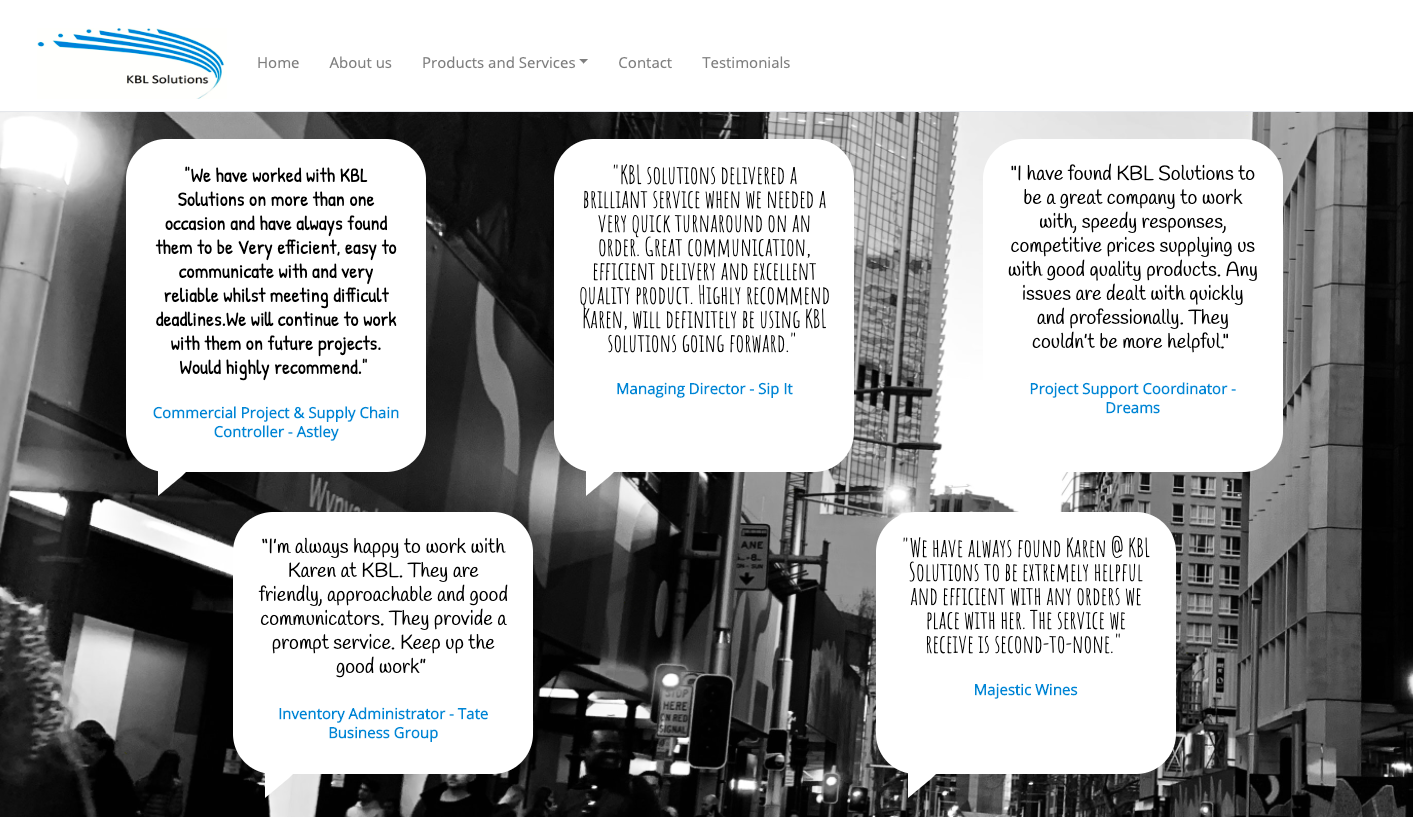 KBL Solutions
Home
About us
Products and Services
Contact
Testimonials
"We have worked with KBL
Solutions on more than one
occasion and have always found
them to be Very efficient, easy to
communicate with and very
reliable whilst meeting difficult
deadlines.We will continue to work
with them on future projects.
Would highly recommend."
Commercial Project & Supply Chain
Controller - Astley
"KBL solutions delivered a
brilliant service when we needed a
very quick turnaround on an
order. Great communication,
efficient delivery and excellent
quality product. Highly recommend
Karen, will definitely be using KBL
solutions going forward."
Managing Director - Sip It
"I have found KBL Solutions to
be a great company to work
with, speedy responses,
competitive prices supplying us
with good quality products. Any
issues are dealt with quickly
and professionally. They
couldn't be more helpful."
Project Support Coordinator -
Dreams
"I'm always happy to work with
Karen at KBL. They are
friendly, approachable and good
communicators. They provide a
prompt service. Keep up the
good work"
Inventory Administrator - Tate
Business Group
"We have always found Karen @ KBL
Solutions to be extremely helpful
and efficient with any orders we
place with her. The service we
receive is second-to-none."
Majestic Wines
STOP
HERE
ON RED
SIGNAL